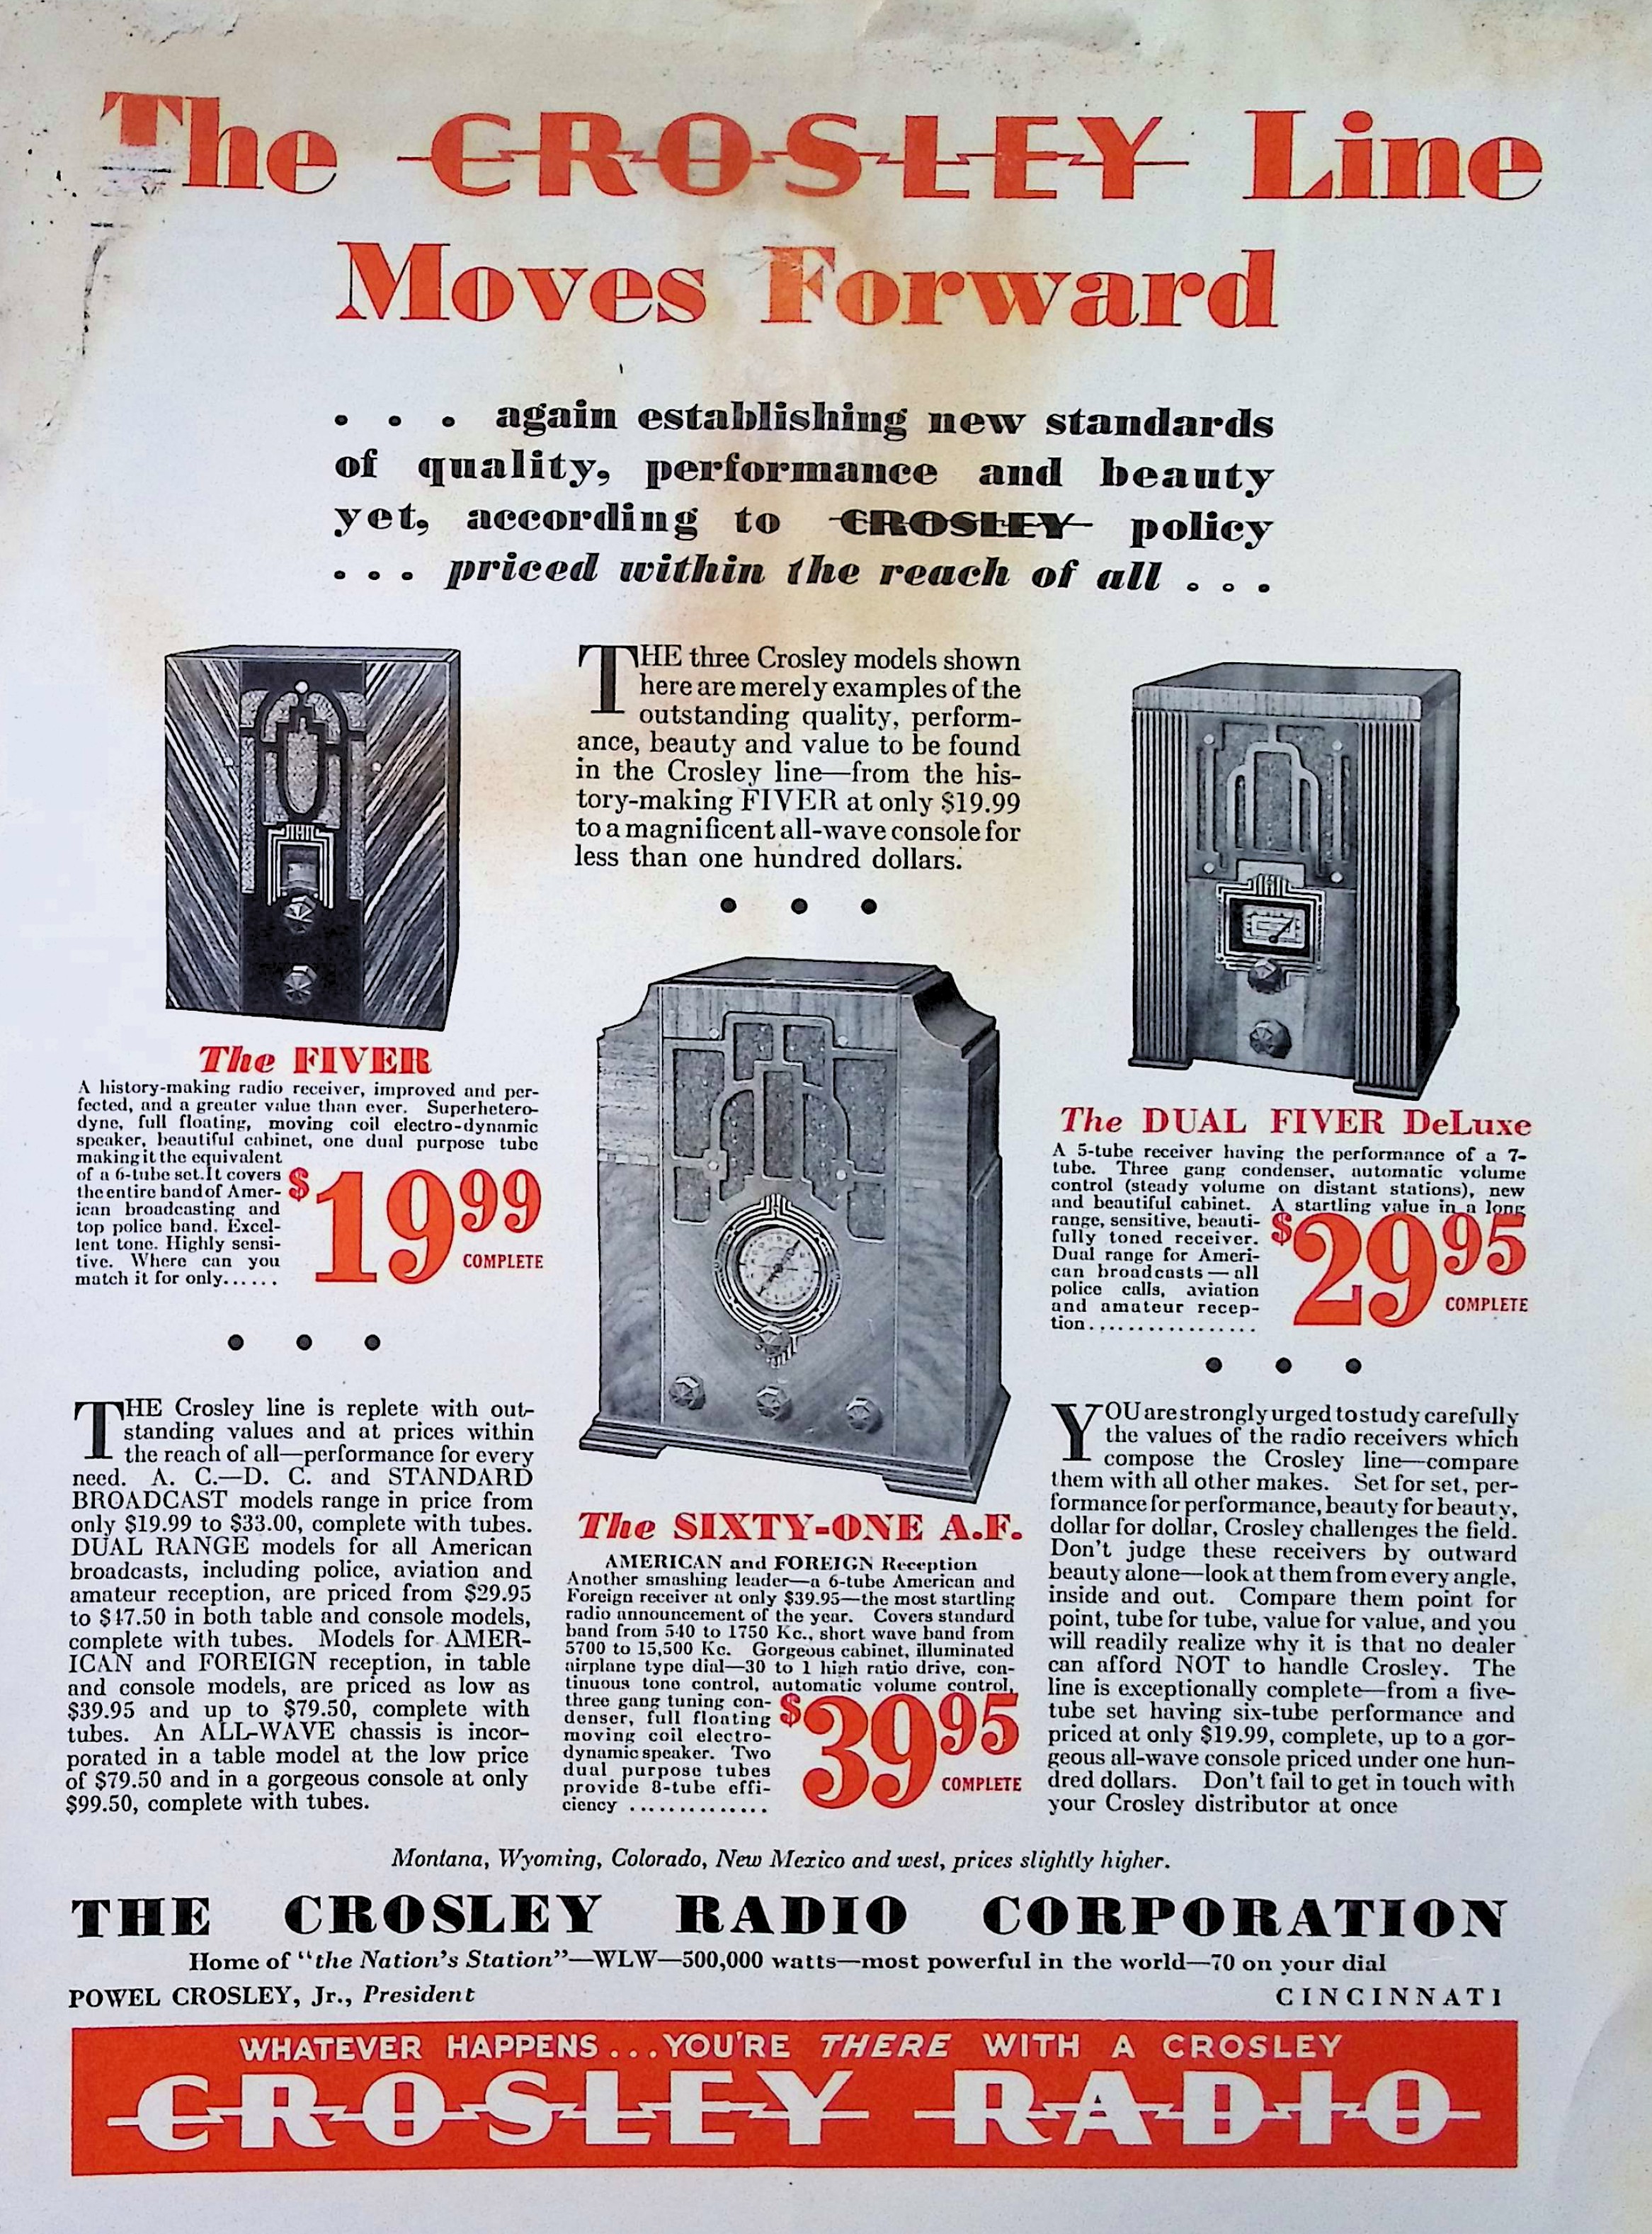 The CROSLEY Line
Moves Forward
. . . again establishing new standards
of quality, performance and beauty
yet, according to CROSLEY policy
. . . priced within the reach of all . . .
THE three Crosley models shown
here are merely examples of the
outstanding quality, perform-
ance, beauty and value to be found
in the Crosley line—from the his-
tory-making FIVER at only $19.99
to a magnificent all-wave console for
less than one hundred dollars.
The FIVER
A history-making radio receiver, improved and per-
fected, and a greater value than ever. Superhetero-
dyne, full floating, moving coil electro-dynamic
speaker, beautiful cabinet, one dual purpose tube
making it the equivalent
of a 6-tube set. It covers
the entire band of Amer-
ican broadcasting and
top police band. Excel-
lent tone. Highly sensi-
tive. Where can you
match it for only......
$19.99
COMPLETE
THE Crosley line is replete with out-
standing values and at prices within
the reach of all—performance for every
need. A. C.—D. C. and STANDARD
BROADCAST models range in price from
only $19.99 to $33.00, complete with tubes.
DUAL RANGE models for all American
broadcasts, including police, aviation and
amateur reception, are priced from $29.95
to $47.50 in both table and console models,
complete with tubes. Models for AMER-
ICAN and FOREIGN reception, in table
and console models, are priced as low as
$39.95 and up to $79.50, complete with
tubes. An ALL-WAVE chassis is incor-
porated in a table model at the low price
of $79.50 and in a gorgeous console at only
$99.50, complete with tubes.
The SIXTY-ONE A.F.
AMERICAN and FOREIGN Reception
Another smashing leader—a 6-tube American and
Foreign receiver at only $39.95—the most startling
radio announcement of the year. Covers standard
band from 540 to 1750 Kc., short wave band from
5700 to 15,500 Kc. Gorgeous cabinet, illuminated
airplane type dial—30 to 1 high ratio drive, con-
tinuous tone control, automatic volume control,
three gang tuning con-
denser, full floating
moving coil electro-
dynamic speaker. Two
dual purpose tubes
provide 8-tube effi-
ciency ..............
$39.95
COMPLETE
The DUAL FIVER DeLuxe
A 5-tube receiver having the performance of a 7-
tube. Three gang condenser, automatic volume
control (steady volume on distant stations), new
and beautiful cabinet. A startling value in a long
range, sensitive, beauti-
fully toned receiver.
Dual range for Ameri-
can broadcasts — all
police calls, aviation
and amateur recep-
tion.................
$29.95
COMPLETE
YOU are strongly urged to study carefully
the values of the radio receivers which
compose the Crosley line—compare
them with all other makes. Set for set, per-
formance for performance, beauty for beauty,
dollar for dollar, Crosley challenges the field.
Don't judge these receivers by outward
beauty alone—look at them from every angle,
inside and out. Compare them point for
point, tube for tube, value for value, and you
will readily realize why it is that no dealer
can afford NOT to handle Crosley. The
line is exceptionally complete—from a five-
tube set having six-tube performance and
priced at only $19.99, complete, up to a gor-
geous all-wave console priced under one hun-
dred dollars. Don't fail to get in touch with
your Crosley distributor at once
Montana, Wyoming, Colorado, New Mexico and west, prices slightly higher.
THE CROSLEY RADIO CORPORATION
Home of "the Nation's Station"—WLW—500,000 watts—most powerful in the world—70 on your dial
POWEL CROSLEY, Jr., President CINCINNATI
WHATEVER HAPPENS...YOU'RE THERE WITH A CROSLEY
CROSLEY RADIO